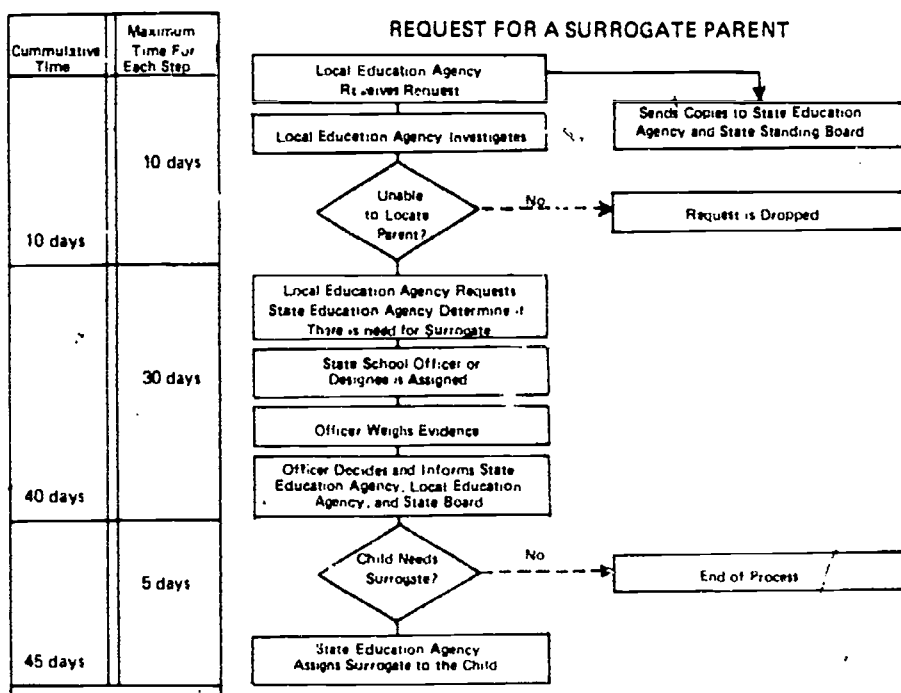 REQUEST FOR A SURROGATE PARENT
Cummulative
Time
Maximum
Time For
Each Step
Local Education Agency
Receives Request
Sends Copies to State Education
Agency and State Standing Board
Local Education Agency Investigates
10 days
Unable
to Locate
Parent?
No
Request is Dropped
10 days
Local Education Agency Requests
State Education Agency Determine if
There is need for Surrogate
State School Officer or
Designee is Assigned
30 days
Officer Weighs Evidence
Officer Decides and Informs State
Education Agency, Local Education
Agency, and State Board
40 days
Child Needs
Surrogate?
No
End of Process
5 days
State Education Agency
Assigns Surrogate to the Child
45 days